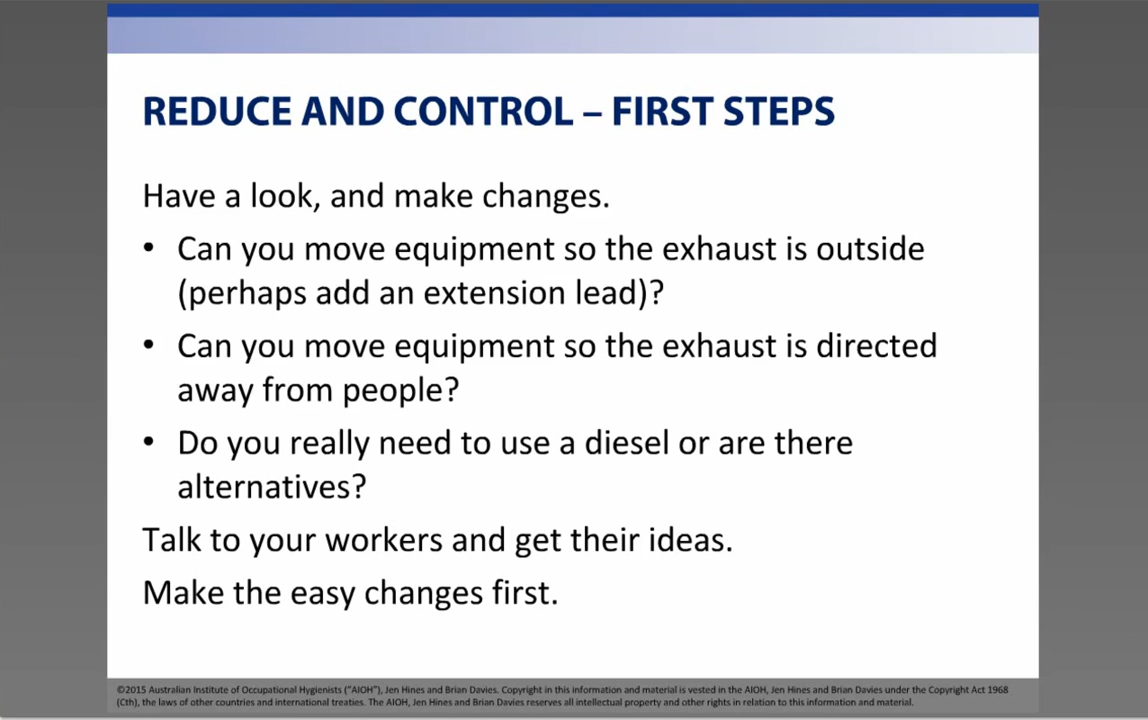 REDUCE AND CONTROL – FIRST STEPS
Have a look, and make changes.
• Can you move equipment so the exhaust is outside
(perhaps add an extension lead)?
• Can you move equipment so the exhaust is directed
away from people?
• Do you really need to use a diesel or are there
alternatives?
Talk to your workers and get their ideas.
Make the easy changes first.
©2015 Australian Institute of Occupational Hygienists ("AIOH"), Jen Hines and Brian Davies. Copyright in this information and material is vested in the AIOH, Jen Hines and Brian Davies under the Copyright Act 1968
(Cth), the laws of other countries and international treaties. The AIOH, Jen Hines and Brian Davies reserves all intellectual property and other rights in relation to this information and material.